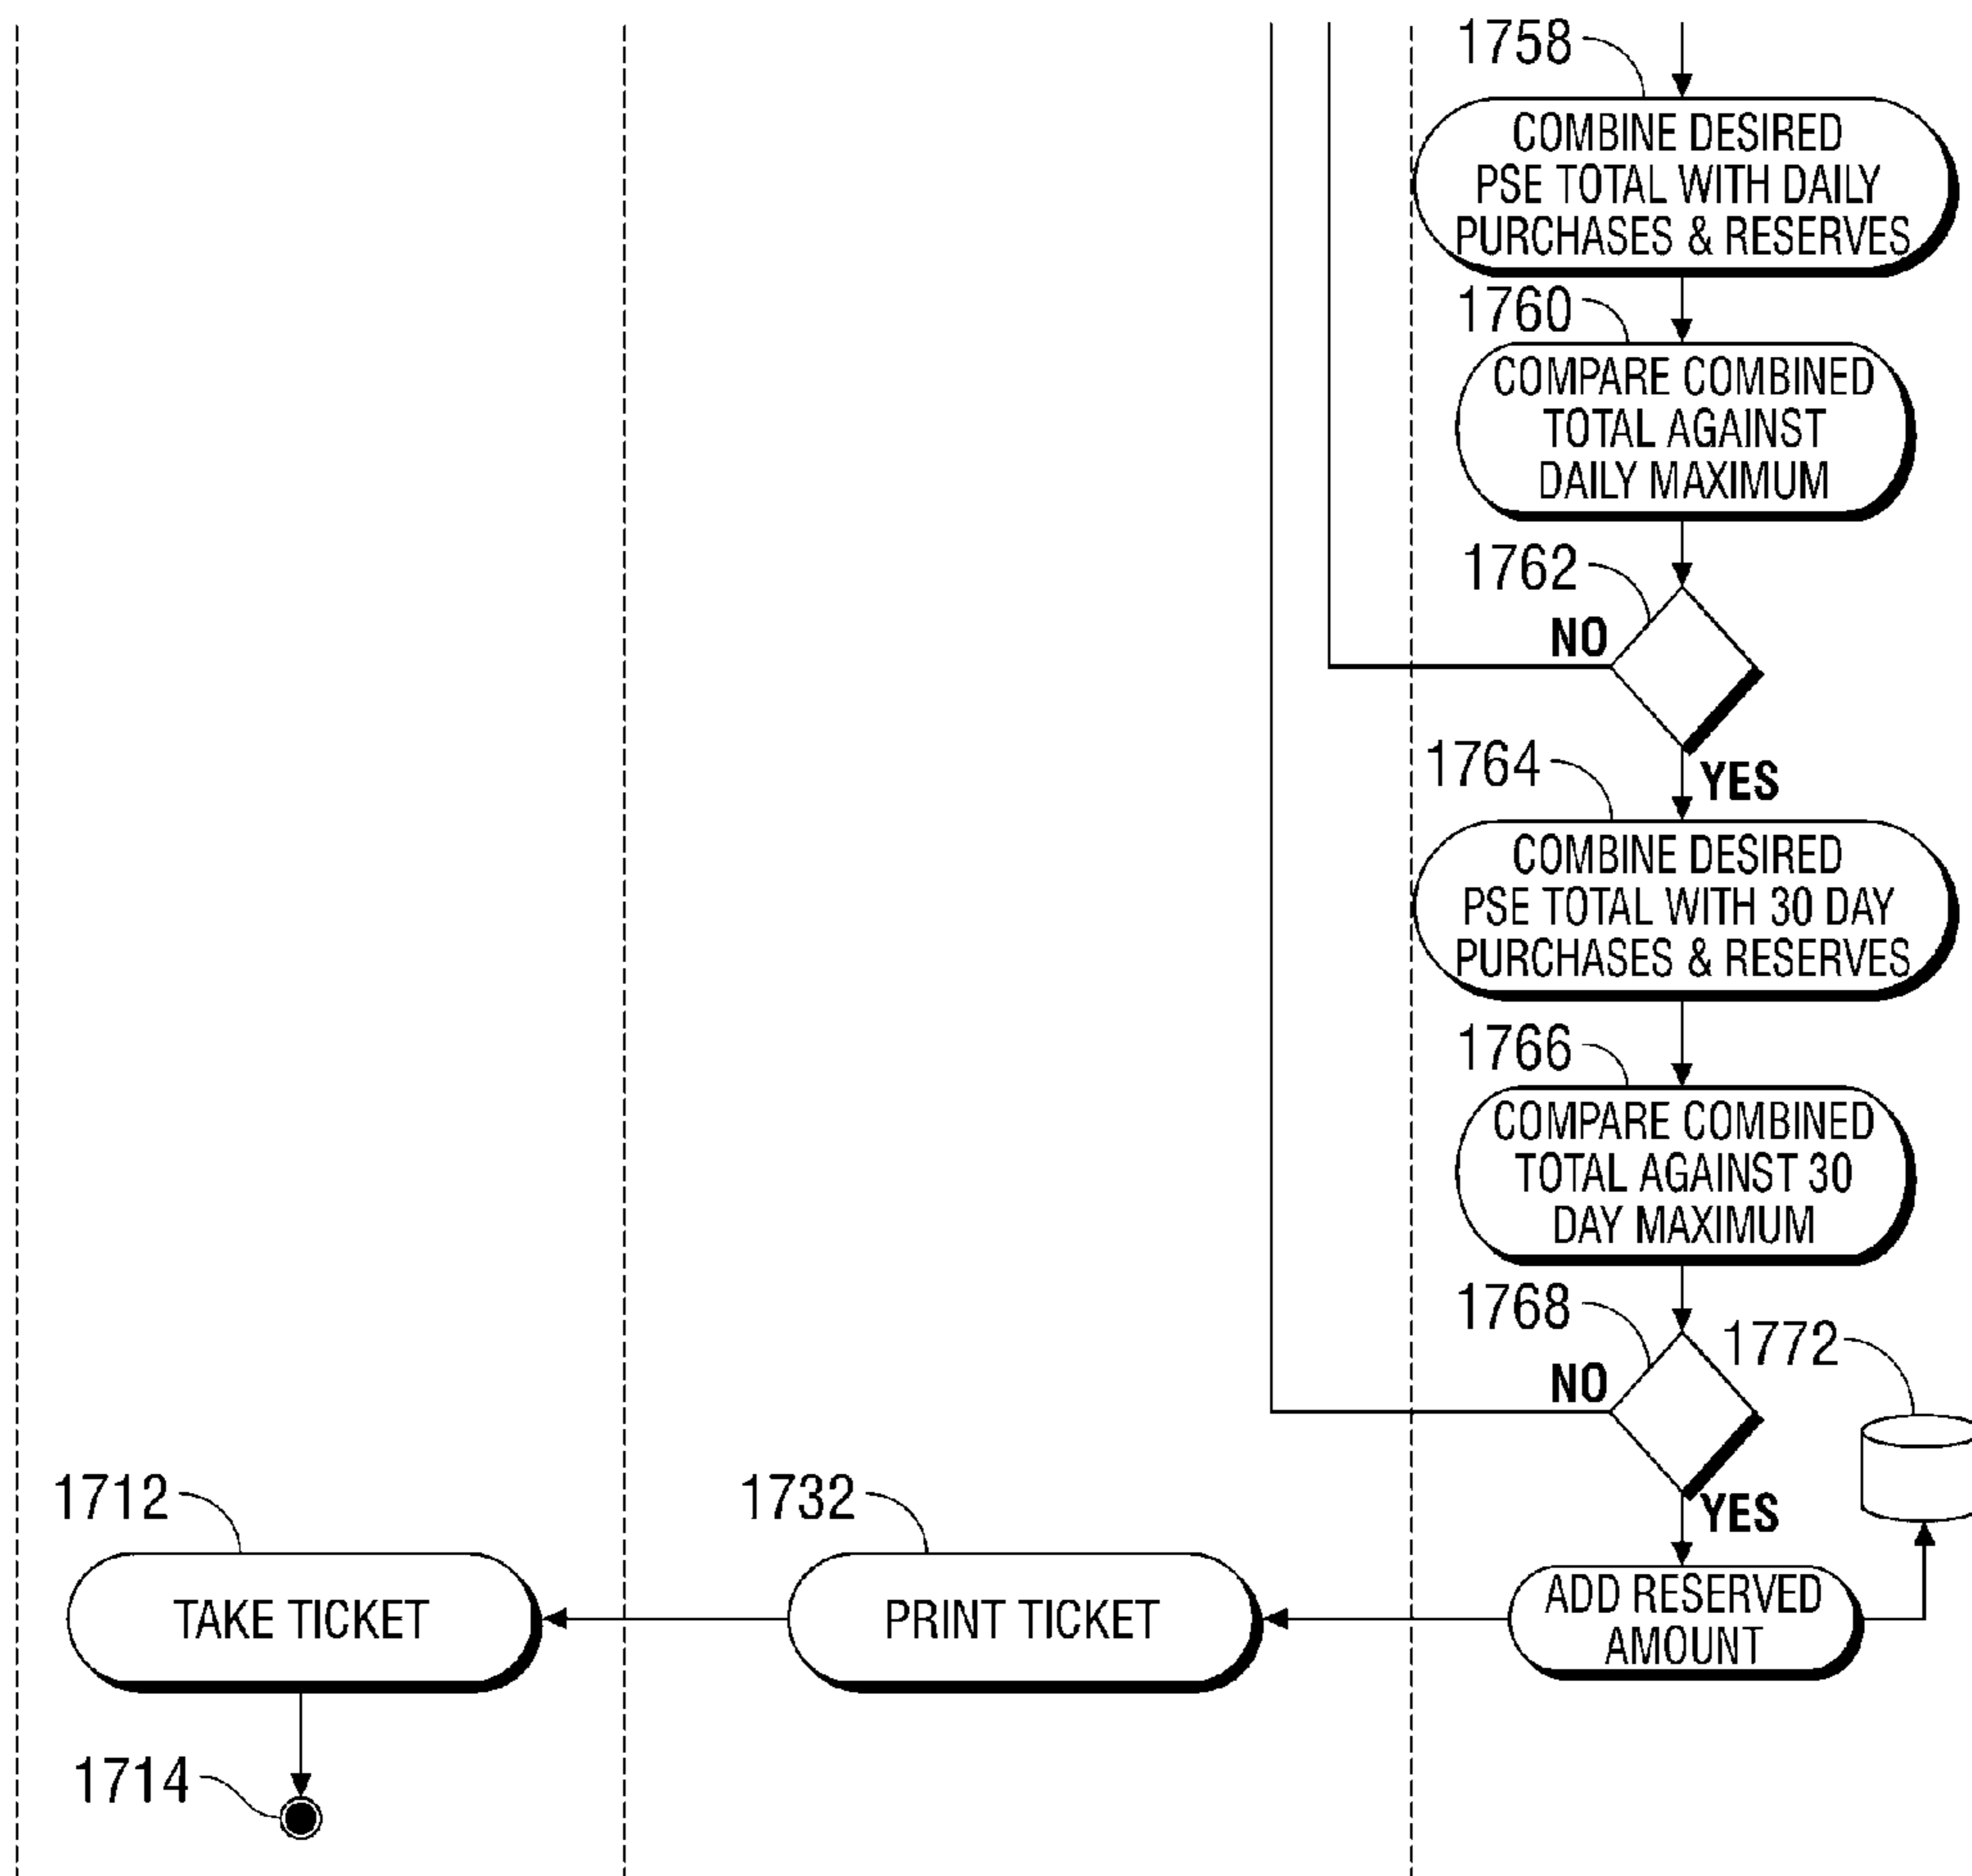 1758
COMBINE DESIRED
PSE TOTAL WITH DAILY
PURCHASES & RESERVES
1760
COMPARE COMBINED
TOTAL AGAINST
DAILY MAXIMUM
1762
NO
YES
1764
COMBINE DESIRED
PSE TOTAL WITH 30 DAY
PURCHASES & RESERVES
1766
COMPARE COMBINED
TOTAL AGAINST 30
DAY MAXIMUM
1768
1772
NO
YES
1712
TAKE TICKET
1732
PRINT TICKET
ADD RESERVED
AMOUNT
1714